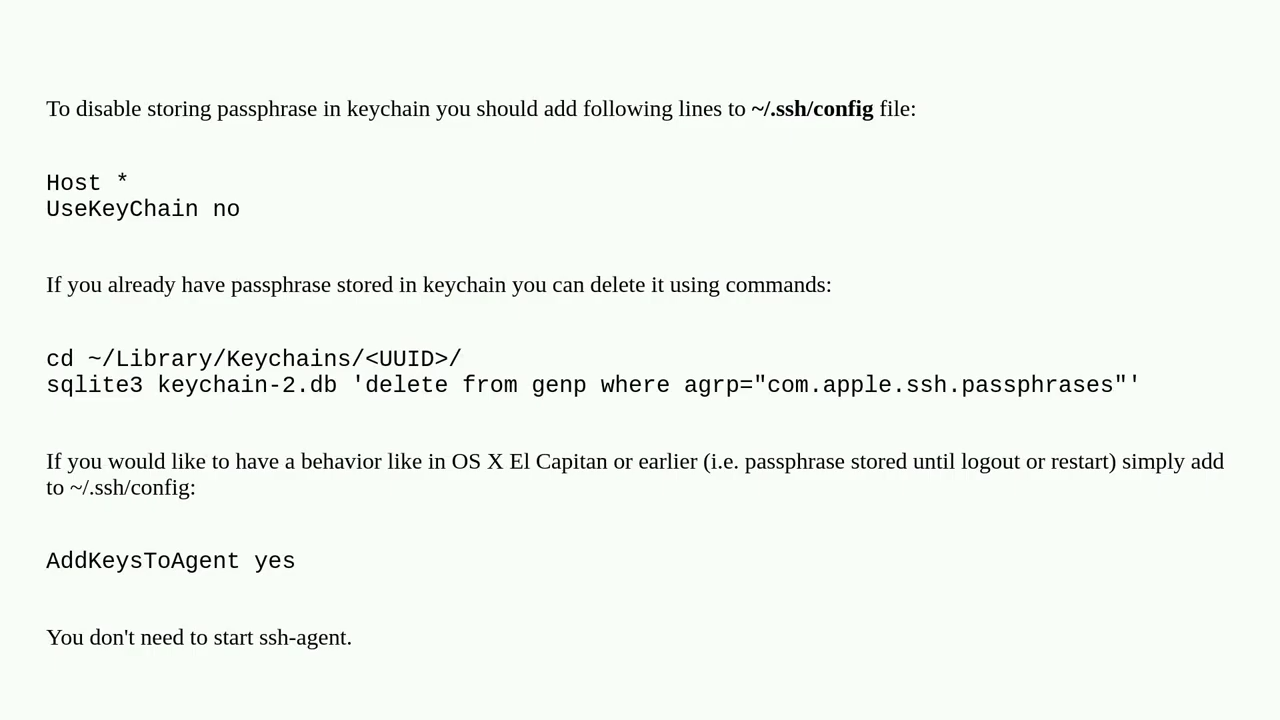 To disable storing passphrase in keychain you should add following lines to ~/.ssh/config file:
Host *
UseKeyChain no
If you already have passphrase stored in keychain you can delete it using commands:
cd ~/Library/Keychains/<UUID>/
sqlite3 keychain-2.db 'delete from genp where agrp="com.apple.ssh.passphrases"'
If you would like to have a behavior like in OS X El Capitan or earlier (i.e. passphrase stored until logout or restart) simply add
to ~/.ssh/config:
AddKeysToAgent yes
You don't need to start ssh-agent.